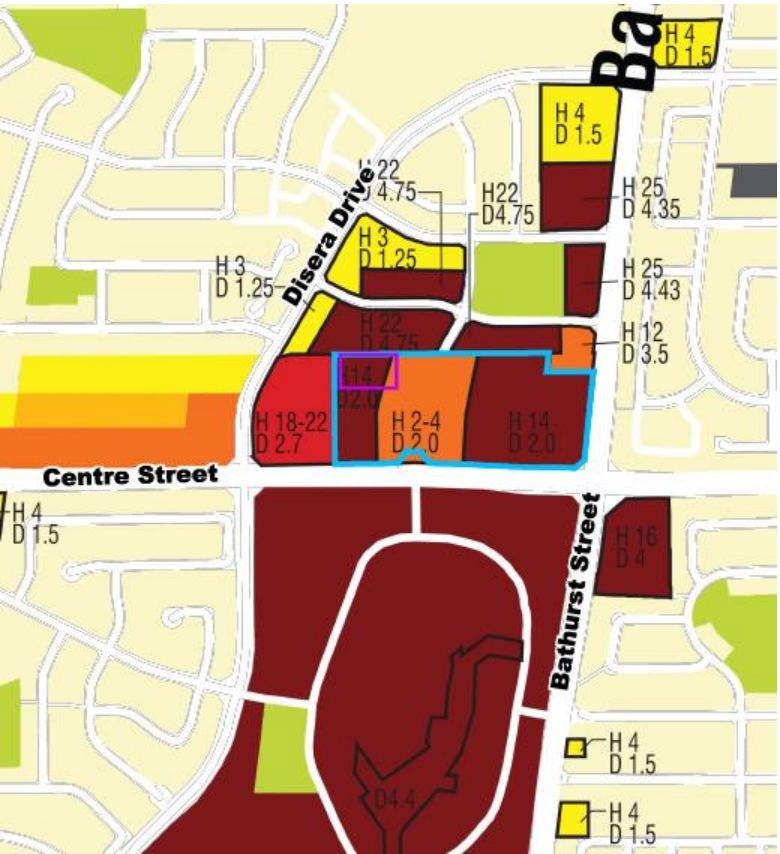 Ba
H 4
D 1.5
H 4
D 1.5
H 22
4.75
H22
D4.75
H 25
D 4.35
Disera Drive
H 3
D 1.25
H 3
D 1.25
H 25
D 4.43
H 22
D 4.75
H 12
D 3.5
H14
D2.0
H 18-22
D 2.7
H 2-4
D 2.0
H 14
D 2.0
Centre Street
H 4
D 1.5
Bathurst Street
H 16
D 4
H 4
D 1.5
D4.4
H 4
D 1.5